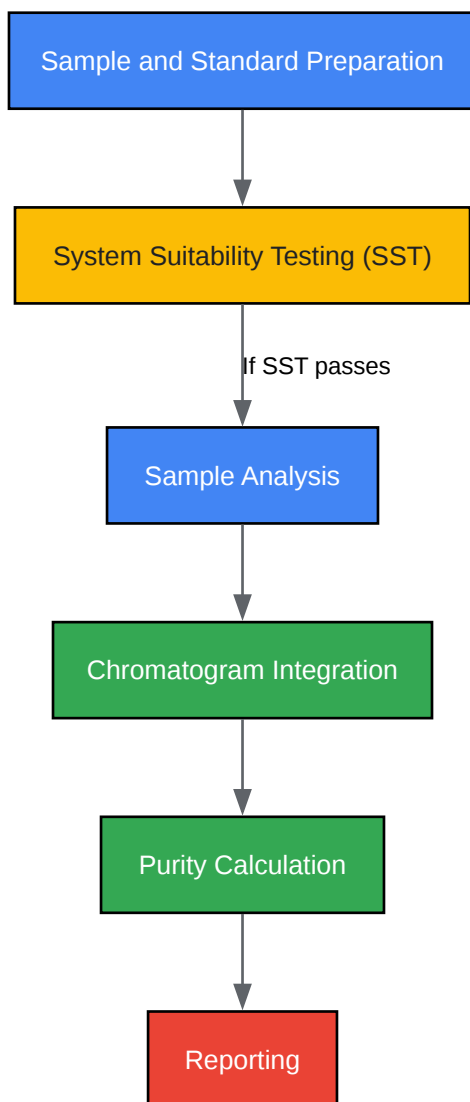 Sample and Standard Preparation
System Suitability Testing (SST)
If SST passes
Sample Analysis
Chromatogram Integration
Purity Calculation
Reporting